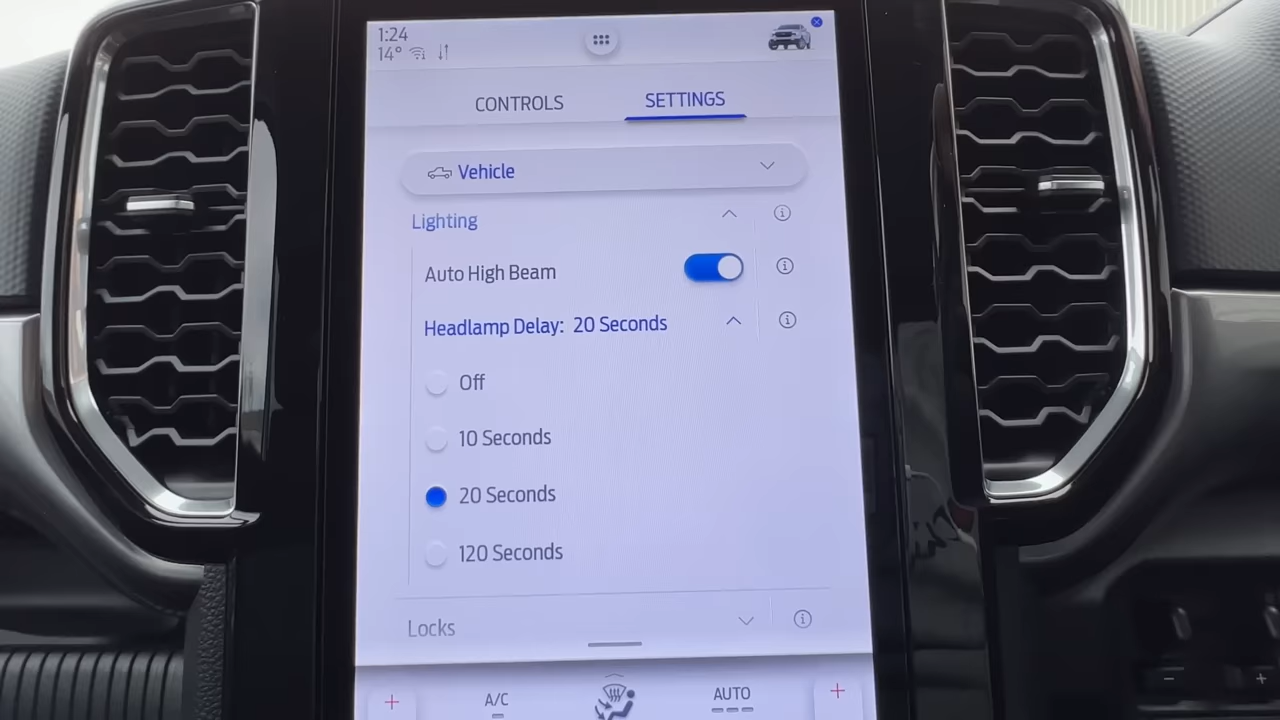 1:24
14°
CONTROLS
SETTINGS
Vehicle
Lighting
Auto High Beam
Headlamp Delay: 20 Seconds
Off
10 Seconds
20 Seconds
120 Seconds
Locks
+
A/C
AUTO
+
- +